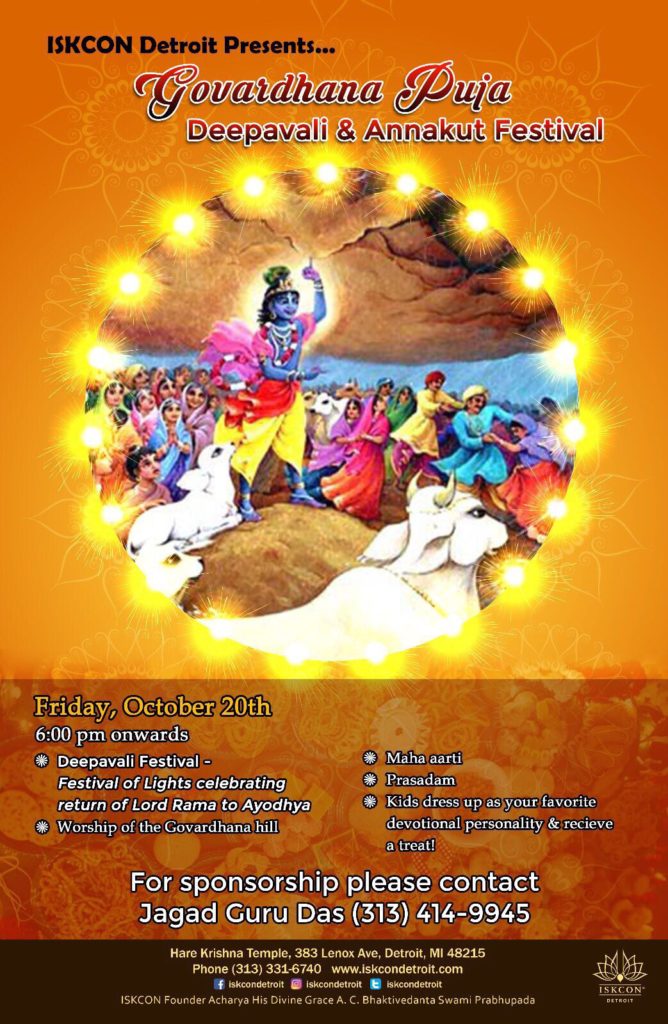 ISKCON Detroit Presents...
Govardhana Puja
Deepavali & Annakut Festival
Friday, October 20th
6:00 pm onwards
Deepavali Festival -
Festival of Lights celebrating
return of Lord Rama to Ayodhya
Worship of the Govardhana hill
Maha aarti
Prasadam
Kids dress up as your favorite
devotional personality & recieve
a treat!
For sponsorship please contact
Jagad Guru Das (313) 414-9945
Hare Krishna Temple, 383 Lenox Ave, Detroit, MI 48215
Phone (313) 331-6740 www.iskcondetroit.com
iskcondetroit iskcondetroit iskcondetroit
ISKCON Founder Acharya His Divine Grace A. C. Bhaktivedanta Swami Prabhupada
ISKCON
DETROIT